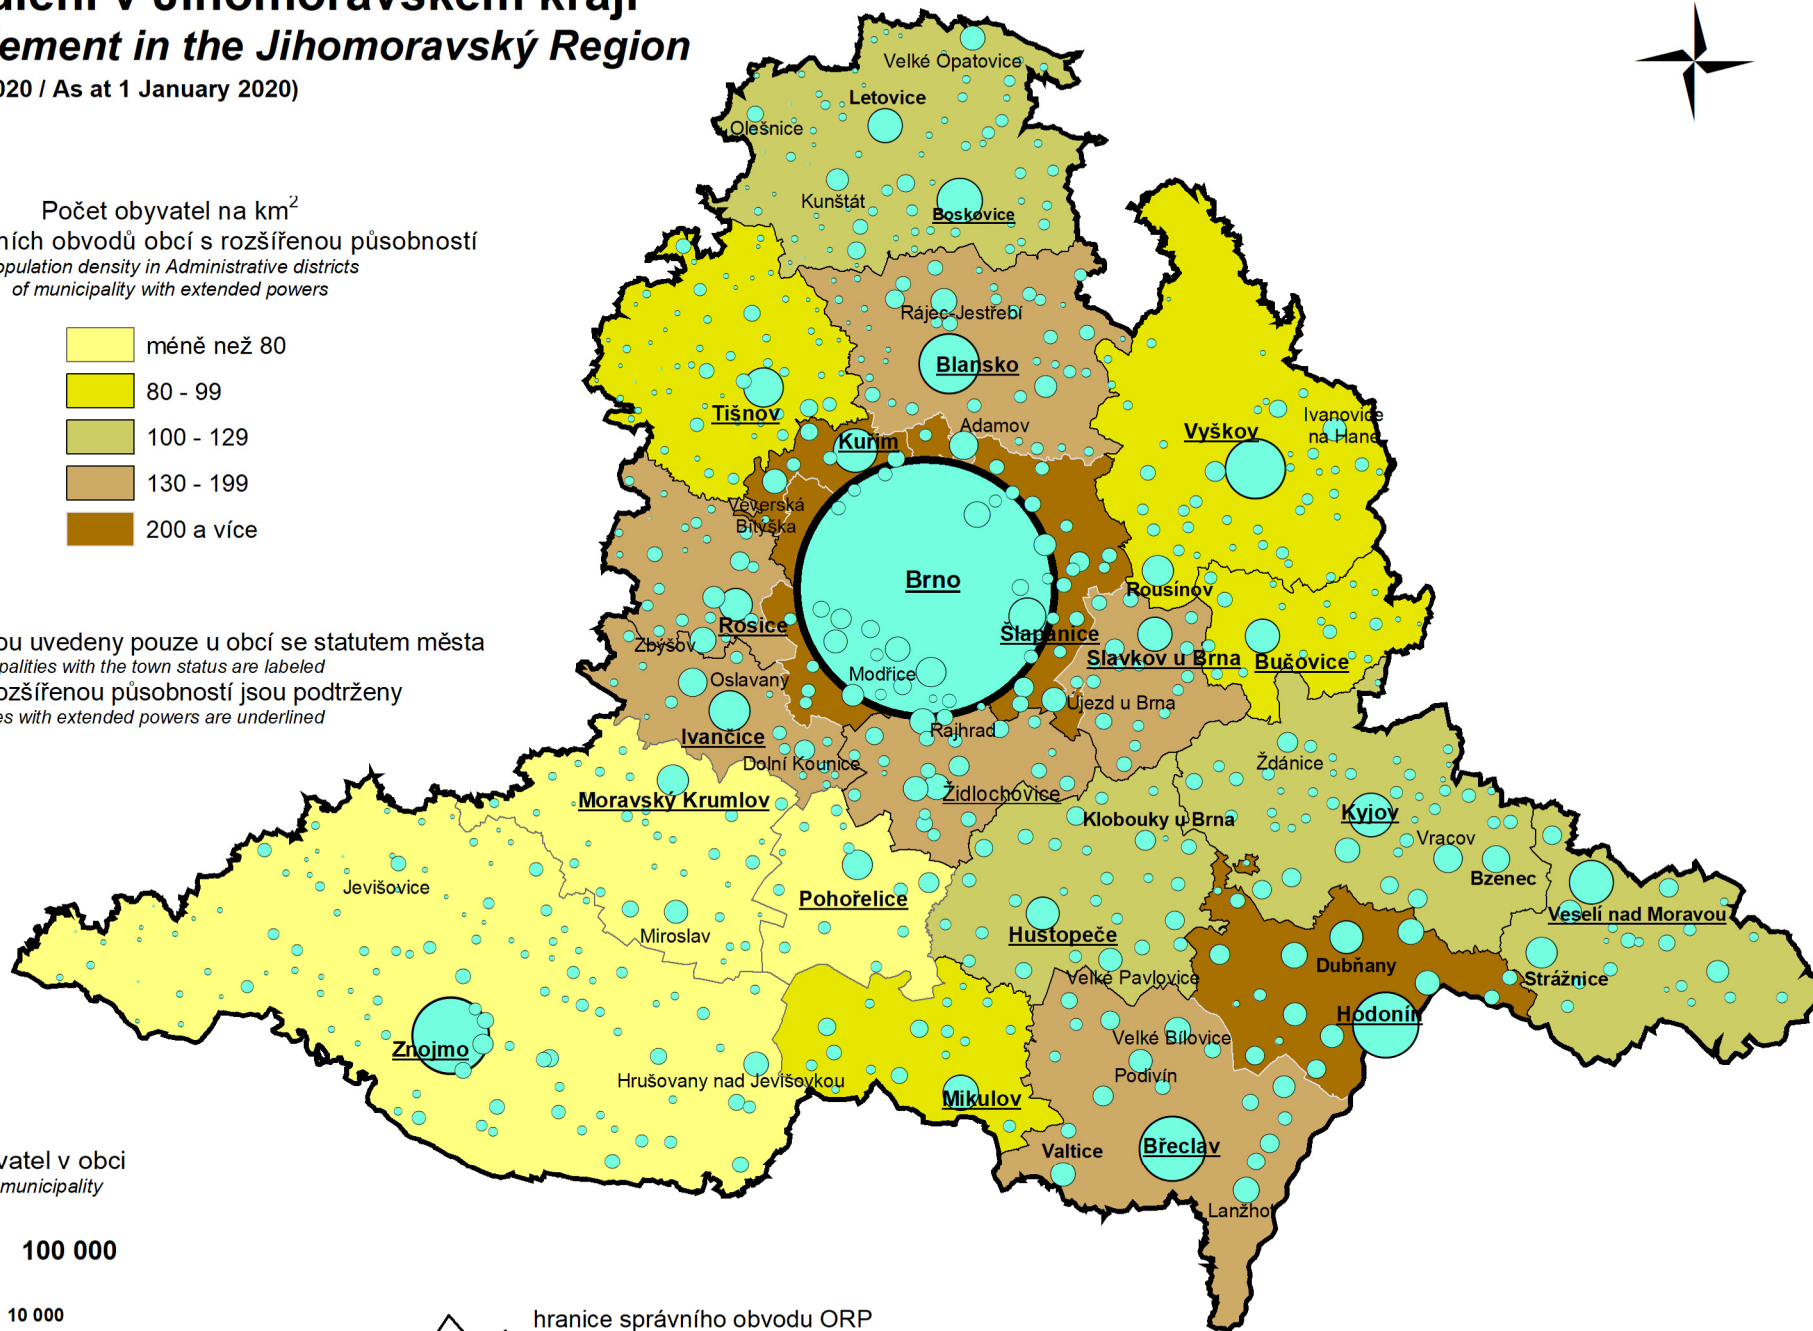 ement in the Jihomoravský Region
020 / As at 1 January 2020)
Počet obyvatel na km2
ních obvodů obcí s rozšířenou působností
opulation density in Administrative districts
of municipality with extended powers
méně než 80
80 - 99
100 - 129
130 - 199
200 a více
ou uvedeny pouze u obcí se statutem města
palities with the town status are labeled
ozšířenou působností jsou podtrženy
es with extended powers are underlined
vatel v obci
municipality
100 000
10 000
hranice správního obvodu ORP
Velké Opatovice
Letovice
Olešnice
Kunštát
Boskovice
Rájec-Jestřebí
Blansko
Tišnov
Adamov
Kuřim
Ivanovice
na Hané
Vyškov
Veverská
Bítýška
Brno
Rousínov
Rosice
Šlapanice
Zbýšov
Slavkov u Brna
Bučovice
Modřice
Oslavany
Újezd u Brna
Rajhrad
Ivančice
Dolní Kounice
Ždánice
Moravský Krumlov
Židlochovice
Klobouky u Brna
Kyjov
Vracov
Bzenec
Jevišovice
Pohořelice
Veselí nad Moravou
Miroslav
Hustopeče
Dubňany
Velké Pavlovice
Strážnice
Hodonín
Velké Bílovice
Znojmo
Podivín
Hrušovany nad Jevišovkou
Mikulov
Břeclav
Valtice
Lanžhot